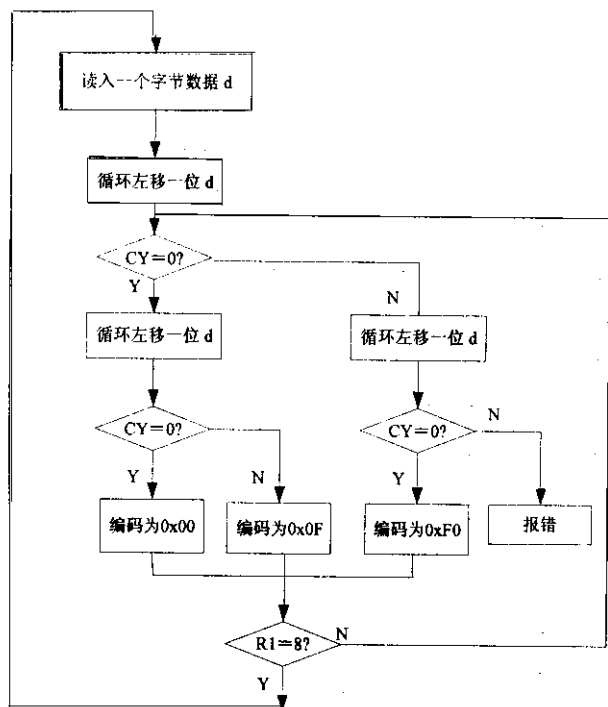 读入一个字节数据 d
循环左移一位 d
CY=0?
Y
N
循环左移一位 d
循环左移一位 d
CY=0?
CY=0?
N
Y
N
Y
编码为0x00
编码为0x0F
编码为0xF0
报错
R1=8?
N
Y